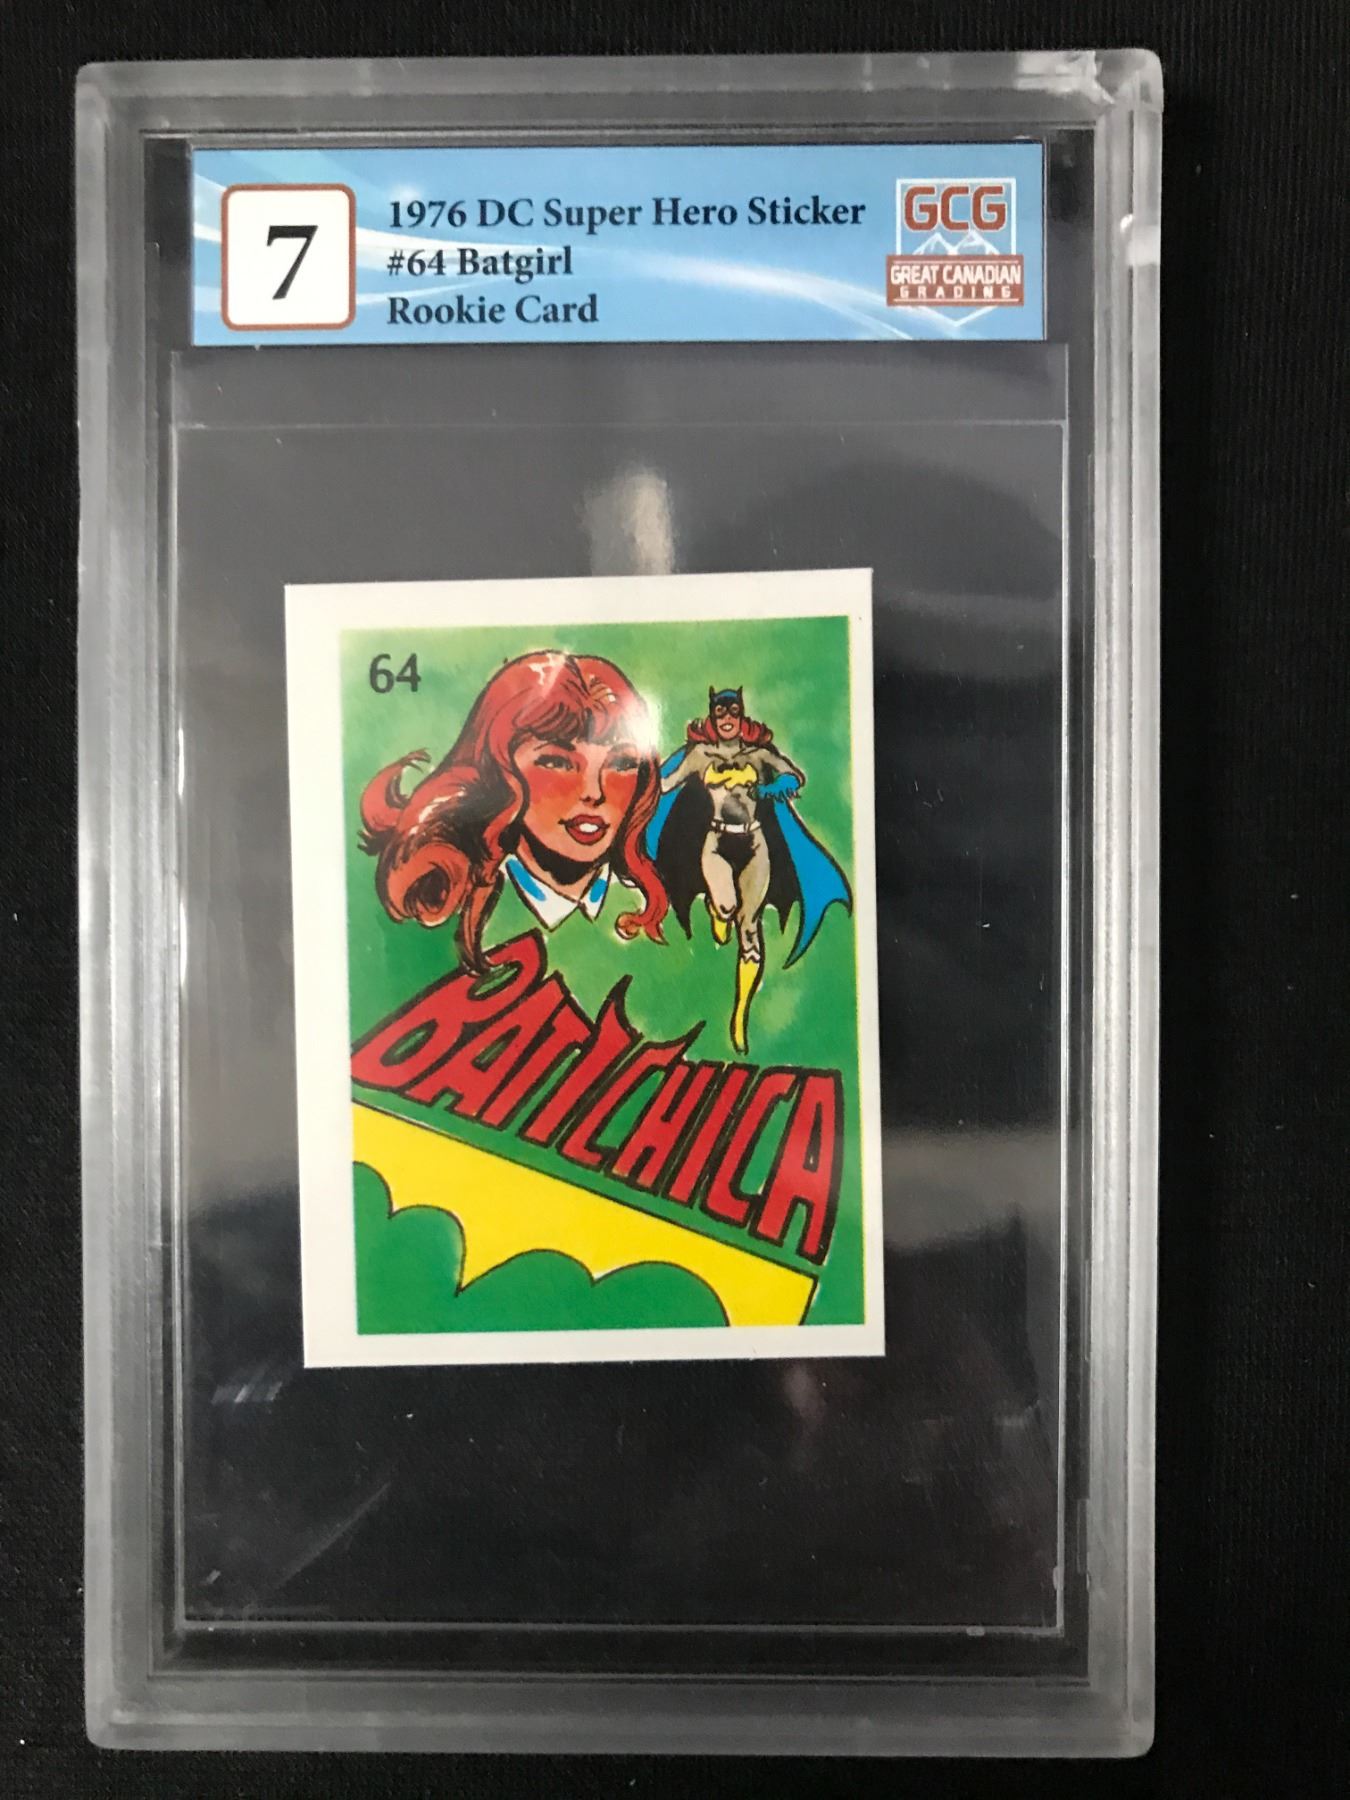 7
1976 DC Super Hero Sticker
#64 Batgirl
Rookie Card
GCG
GREAT CANADIAN
GRADING
64
BATICHICA